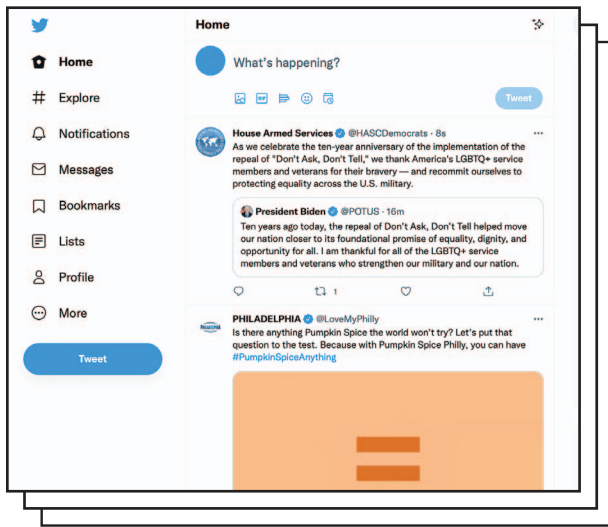 Home
Explore
Notifications
Messages
Bookmarks
Lists
Profile
More
Tweet
Home
What's happening?
GIF
Tweet
House Armed Services @HASCDemocrats · 8s
As we celebrate the ten-year anniversary of the implementation of the
repeal of "Don't Ask, Don't Tell," we thank America's LGBTQ+ service
members and veterans for their bravery — and recommit ourselves to
protecting equality across the U.S. military.
President Biden @POTUS · 16m
Ten years ago today, the repeal of Don't Ask, Don't Tell helped move
our nation closer to its foundational promise of equality, dignity, and
opportunity for all. I am thankful for all of the LGBTQ+ service
members and veterans who strengthen our military and our nation.
1
PHILADELPHIA @LoveMyPhilly
Is there anything Pumpkin Spice the world won't try? Let's put that
question to the test. Because with Pumpkin Spice Philly, you can have
#PumpkinSpiceAnything